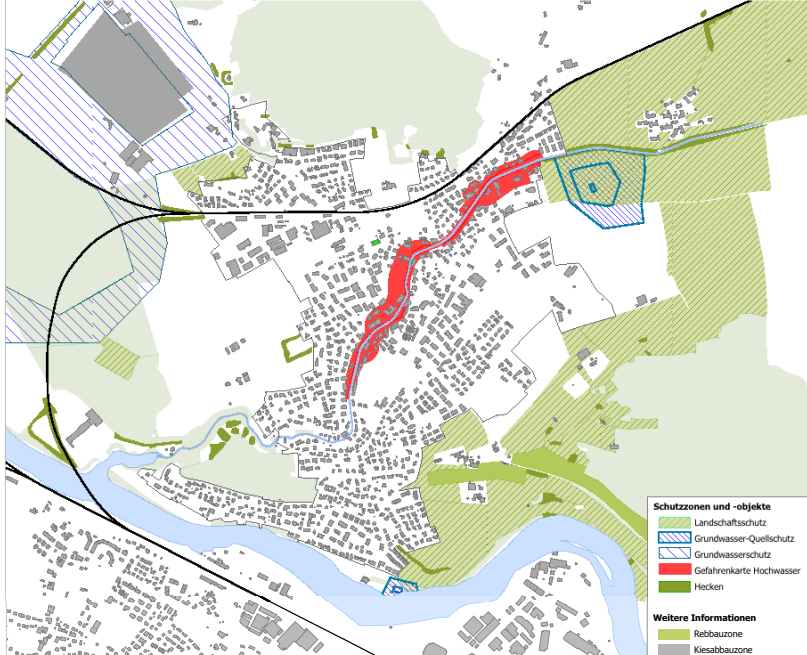 Schutzzonen und -objekte
Landschaftsschutz
Grundwasser-Quellschutz
Grundwasserschutz
Gefahrenkarte Hochwasser
Hecken
Weitere Informationen
Rebbauzone
Kiesabbauzone